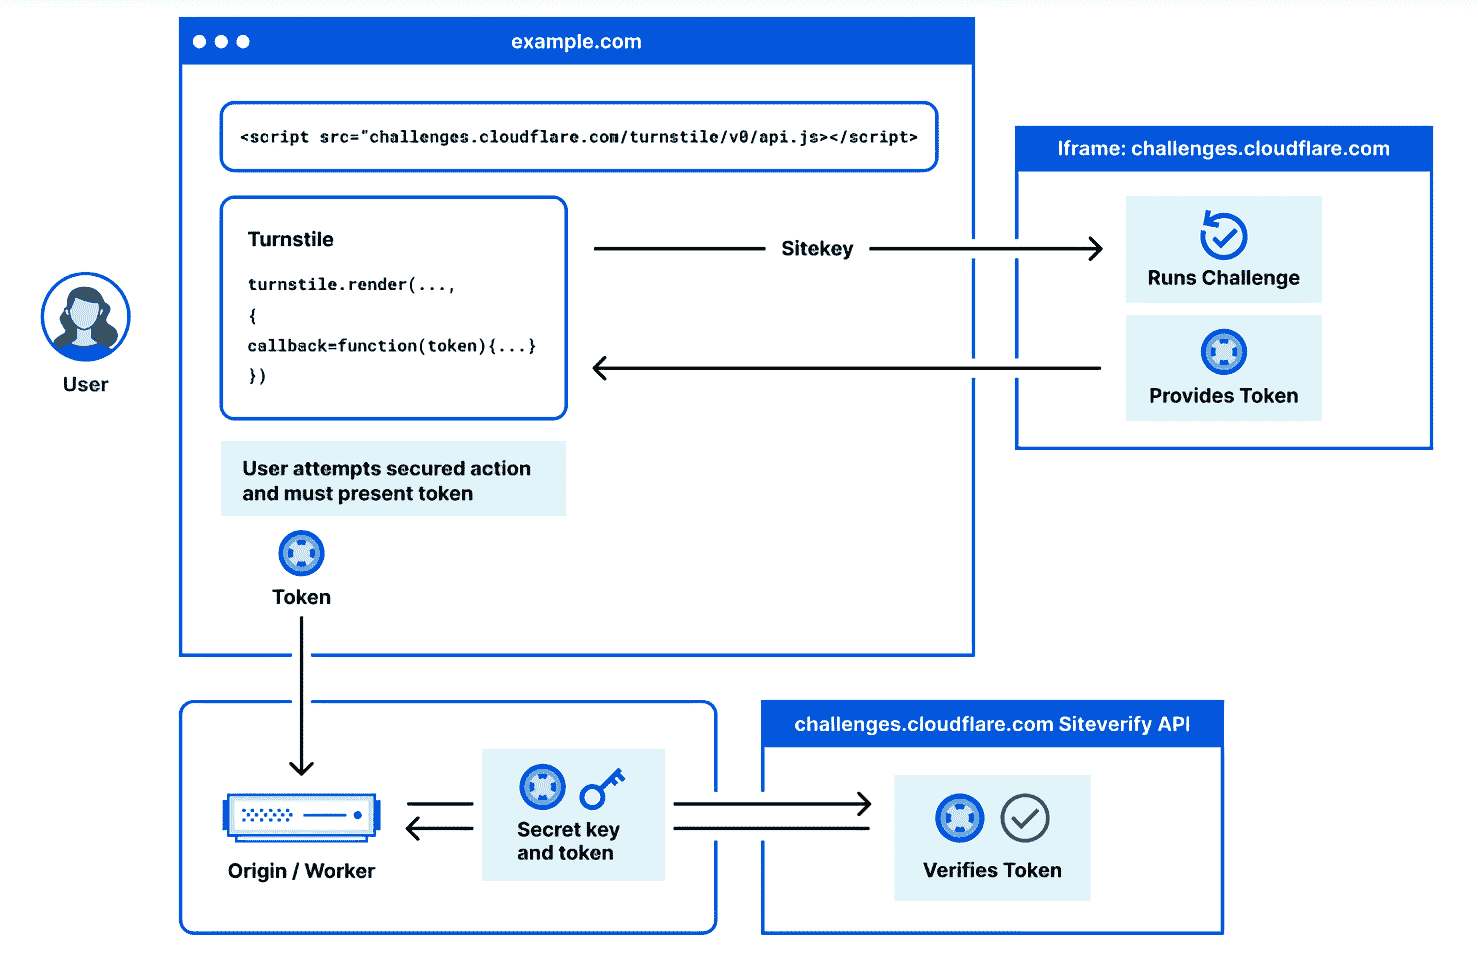 example.com
<script src="challenges.cloudflare.com/turnstile/v0/api.js></script>
Iframe: challenges.cloudflare.com
Turnstile
turnstile.render(...,
{
callback=function(token){...}
})
Sitekey
Runs Challenge
Provides Token
User
User attempts secured action
and must present token
Token
challenges.cloudflare.com Siteverify API
Secret key
and token
Origin / Worker
Verifies Token